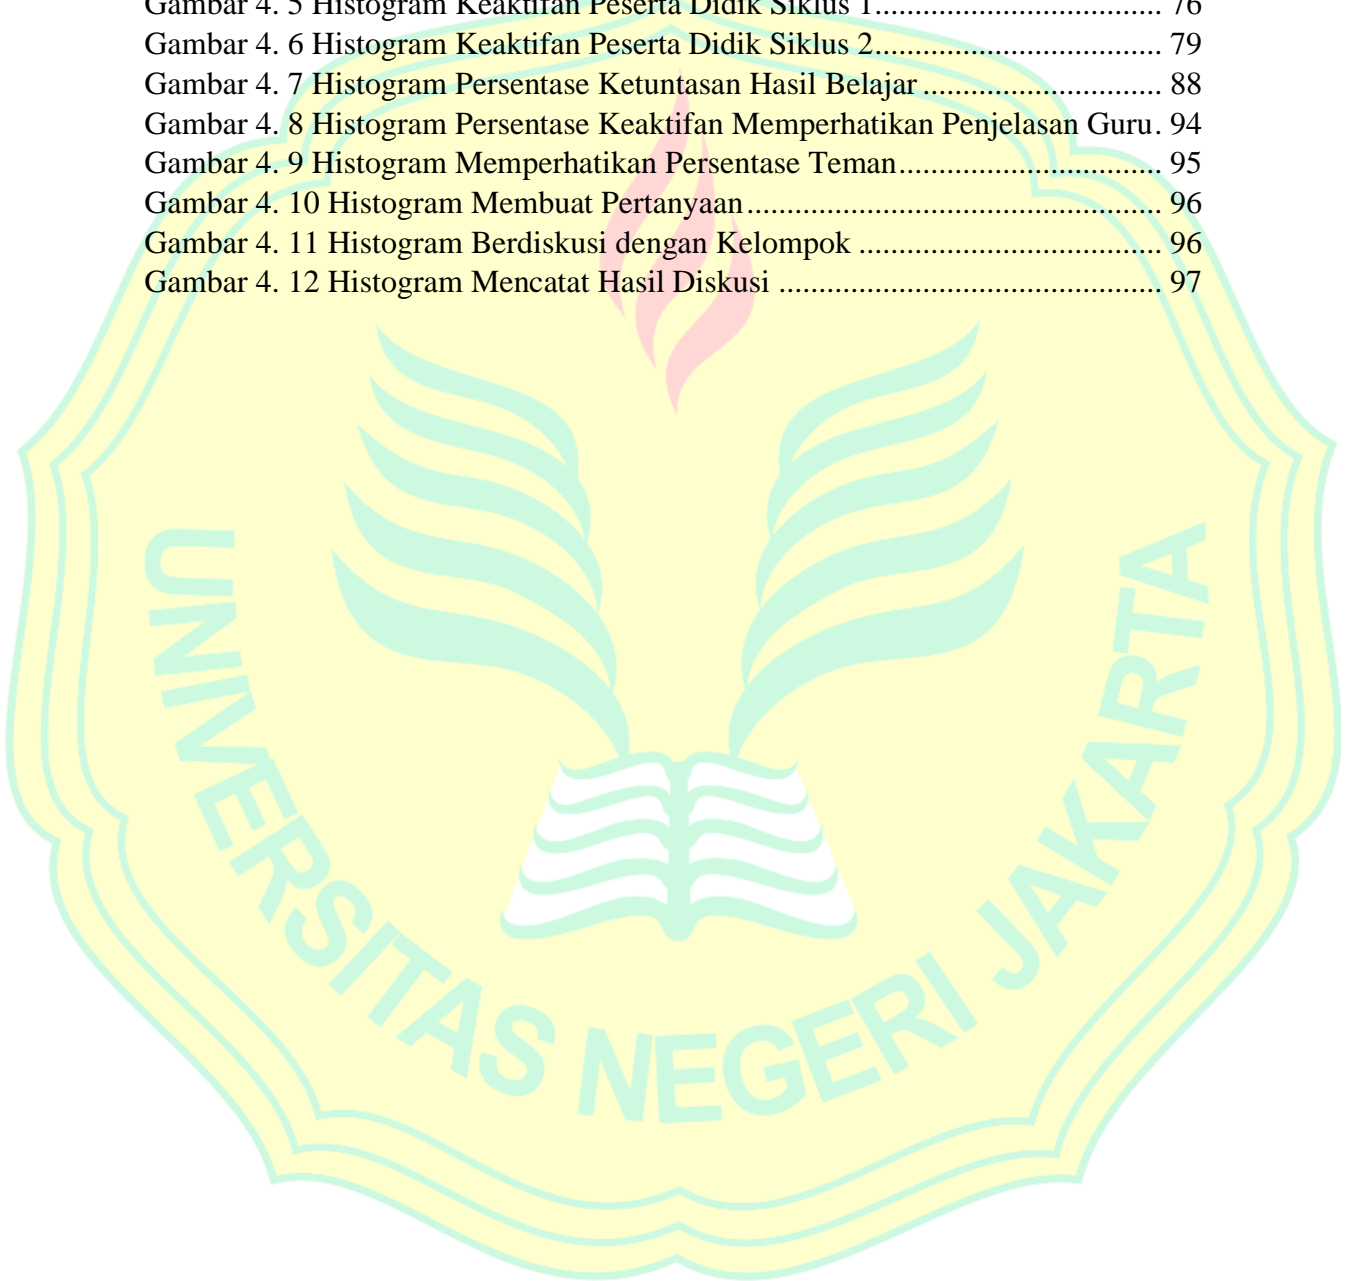 Gambar 4. 5 Histogram Keaktifan Peserta Didik Siklus 1.................................... 76
Gambar 4. 6 Histogram Keaktifan Peserta Didik Siklus 2.................................... 79
Gambar 4. 7 Histogram Persentase Ketuntasan Hasil Belajar.............................. 88
Gambar 4. 8 Histogram Persentase Keaktifan Memperhatikan Penjelasan Guru. 94
Gambar 4. 9 Histogram Memperhatikan Persentase Teman................................. 95
Gambar 4. 10 Histogram Membuat Pertanyaan.................................................... 96
Gambar 4. 11 Histogram Berdiskusi dengan Kelompok ...................................... 96
Gambar 4. 12 Histogram Mencatat Hasil Diskusi ................................................ 97
UNIVERSITAS NEGERI JAKARTA